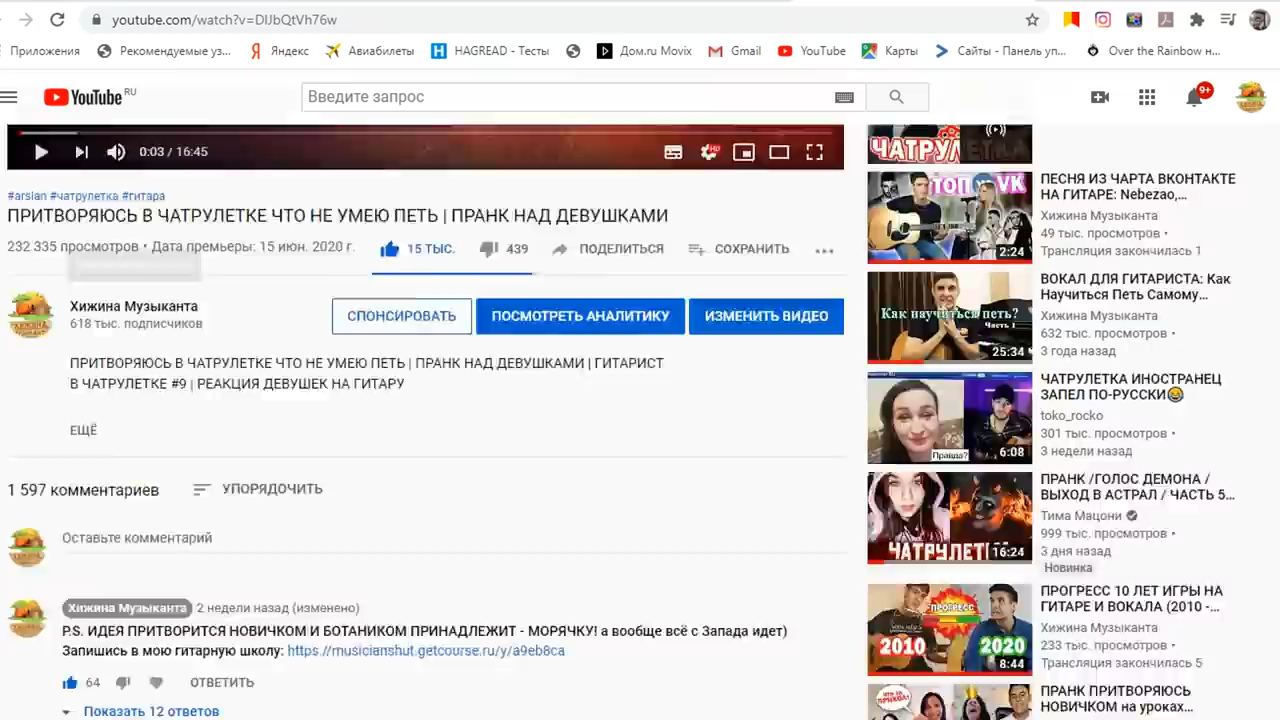 youtube.com/watch?v=DlJbQtVh76w
Приложения
Рекомендуемые уз...
Яндекс
Авиабилеты
HAGREAD - Тесты
Дом.ru Movix
Gmail
YouTube
Карты
Сайты - Панель уп...
Over the Rainbow н...
YouTube RU
Введите запрос
9+
0:03 / 16:45
HD
#arslan #чатрулетка #гитара
ПРИТВОРЯЮСЬ В ЧАТРУЛЕТКЕ ЧТО НЕ УМЕЮ ПЕТЬ | ПРАНК НАД ДЕВУШКАМИ
232 335 просмотров • Дата премьеры: 15 июн. 2020 г.
15 ТЫС.
439
ПОДЕЛИТЬСЯ
СОХРАНИТЬ
Хижина Музыканта
618 тыс. подписчиков
СПОНСИРОВАТЬ
ПОСМОТРЕТЬ АНАЛИТИКУ
ИЗМЕНИТЬ ВИДЕО
ПРИТВОРЯЮСЬ В ЧАТРУЛЕТКЕ ЧТО НЕ УМЕЮ ПЕТЬ | ПРАНК НАД ДЕВУШКАМИ | ГИТАРИСТ
В ЧАТРУЛЕТКЕ #9 | РЕАКЦИЯ ДЕВУШЕК НА ГИТАРУ
ЕЩЁ
1 597 комментариев
УПОРЯДОЧИТЬ
Оставьте комментарий
Хижина Музыканта 2 недели назад (изменено)
P.S. ИДЕЯ ПРИТВОРИТСЯ НОВИЧКОМ И БОТАНИКОМ ПРИНАДЛЕЖИТ - МОРЯЧКУ! а вообще всё с Запада идет)
Запишись в мою гитарную школу: https://musicianshut.getcourse.ru/y/a9eb8ca
64
ОТВЕТИТЬ
Показать 12 ответов
ЧАТРУЛЕТКА
ТОП VK
2:24
ПЕСНЯ ИЗ ЧАРТА ВКОНТАКТЕ
НА ГИТАРЕ: Nebezao,...
Хижина Музыканта
49 тыс. просмотров •
Трансляция закончилась 1
Как научиться петь?
Часть 1
25:34
ВОКАЛ ДЛЯ ГИТАРИСТА: Как
Научиться Петь Самому...
Хижина Музыканта
632 тыс. просмотров •
3 года назад
Правда?
6:08
ЧАТРУЛЕТКА ИНОСТРАНЕЦ
ЗАПЕЛ ПО-РУССКИ😂
toko_rocko
301 тыс. просмотров •
3 недели назад
ЧАТРУЛЕТ
16:24
ПРАНК /ГОЛОС ДЕМОНА /
ВЫХОД В АСТРАЛ / ЧАСТЬ 5...
Тима Мацони
999 тыс. просмотров •
3 дня назад
Новинка
ПРОГРЕСС
2010
2020
8:44
ПРОГРЕСС 10 ЛЕТ ИГРЫ НА
ГИТАРЕ И ВОКАЛА (2010 -...
Хижина Музыканта
233 тыс. просмотров •
Трансляция закончилась 5
ПРАНК ПРИТВОРЯЮСЬ
НОВИЧКОМ на уроках...